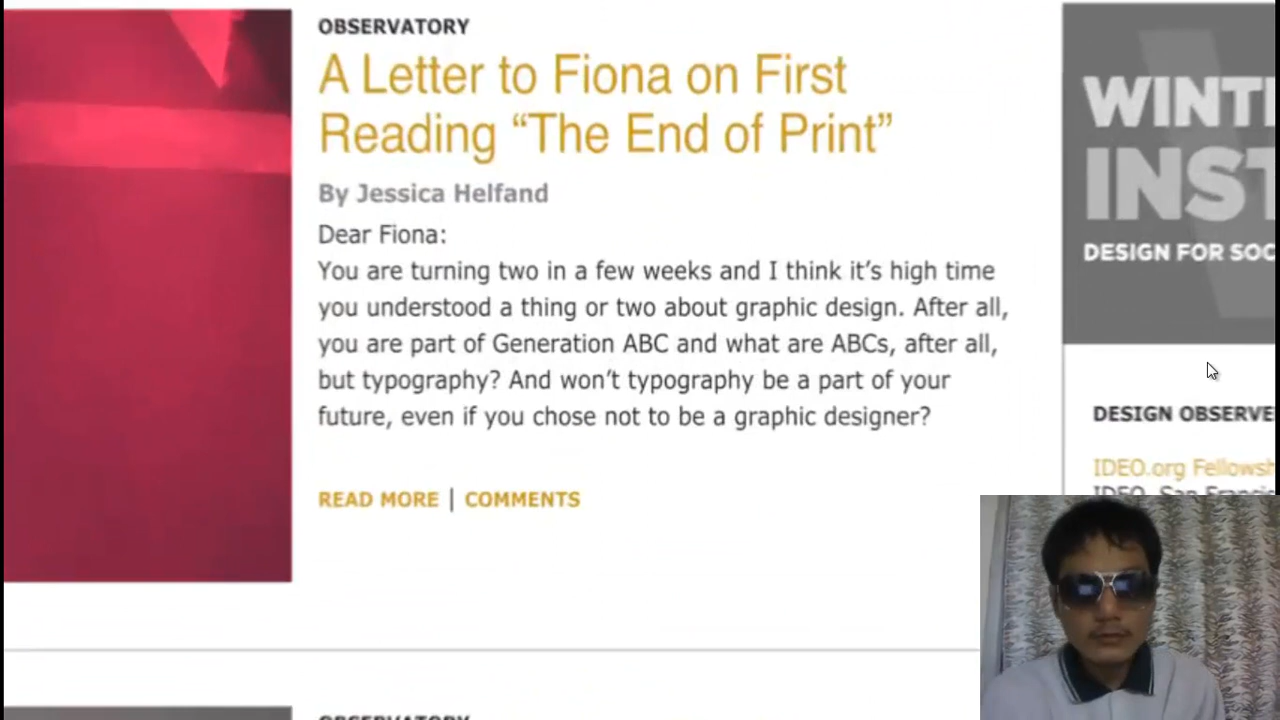 OBSERVATORY
A Letter to Fiona on First
Reading “The End of Print”
By Jessica Helfand
Dear Fiona:
You are turning two in a few weeks and I think it’s high time
you understood a thing or two about graphic design. After all,
you are part of Generation ABC and what are ABCs, after all,
but typography? And won’t typography be a part of your
future, even if you chose not to be a graphic designer?
READ MORE | COMMENTS
OBSERVATORY
WINT
INST
DESIGN FOR SOC
DESIGN OBSERVE
IDEO.org Fellowsh
IDEO, San Francis